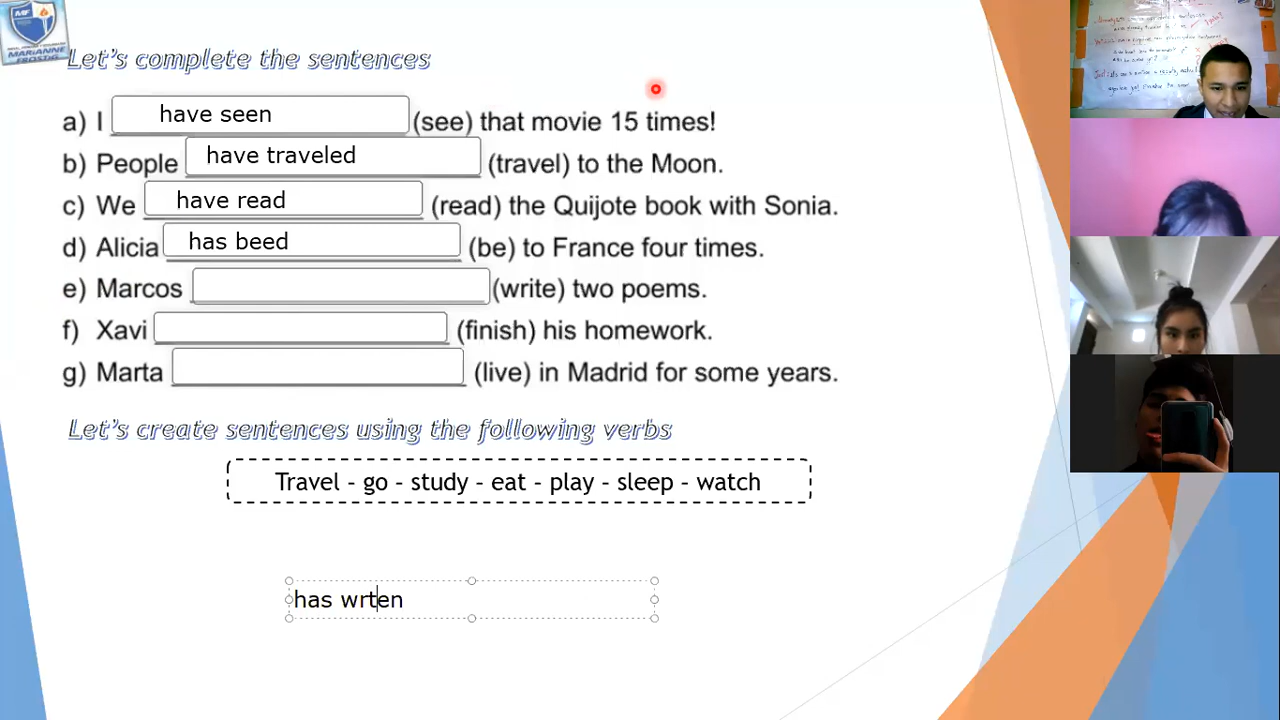 MF
MARIANNE
FROSTIG
Let's complete the sentences
a) I have seen (see) that movie 15 times!
b) People have traveled (travel) to the Moon.
c) We have read (read) the Quijote book with Sonia.
d) Alicia has beed (be) to France four times.
e) Marcos (write) two poems.
f) Xavi (finish) his homework.
g) Marta (live) in Madrid for some years.
Let's create sentences using the following verbs
Travel - go - study - eat - play - sleep - watch
has wrten